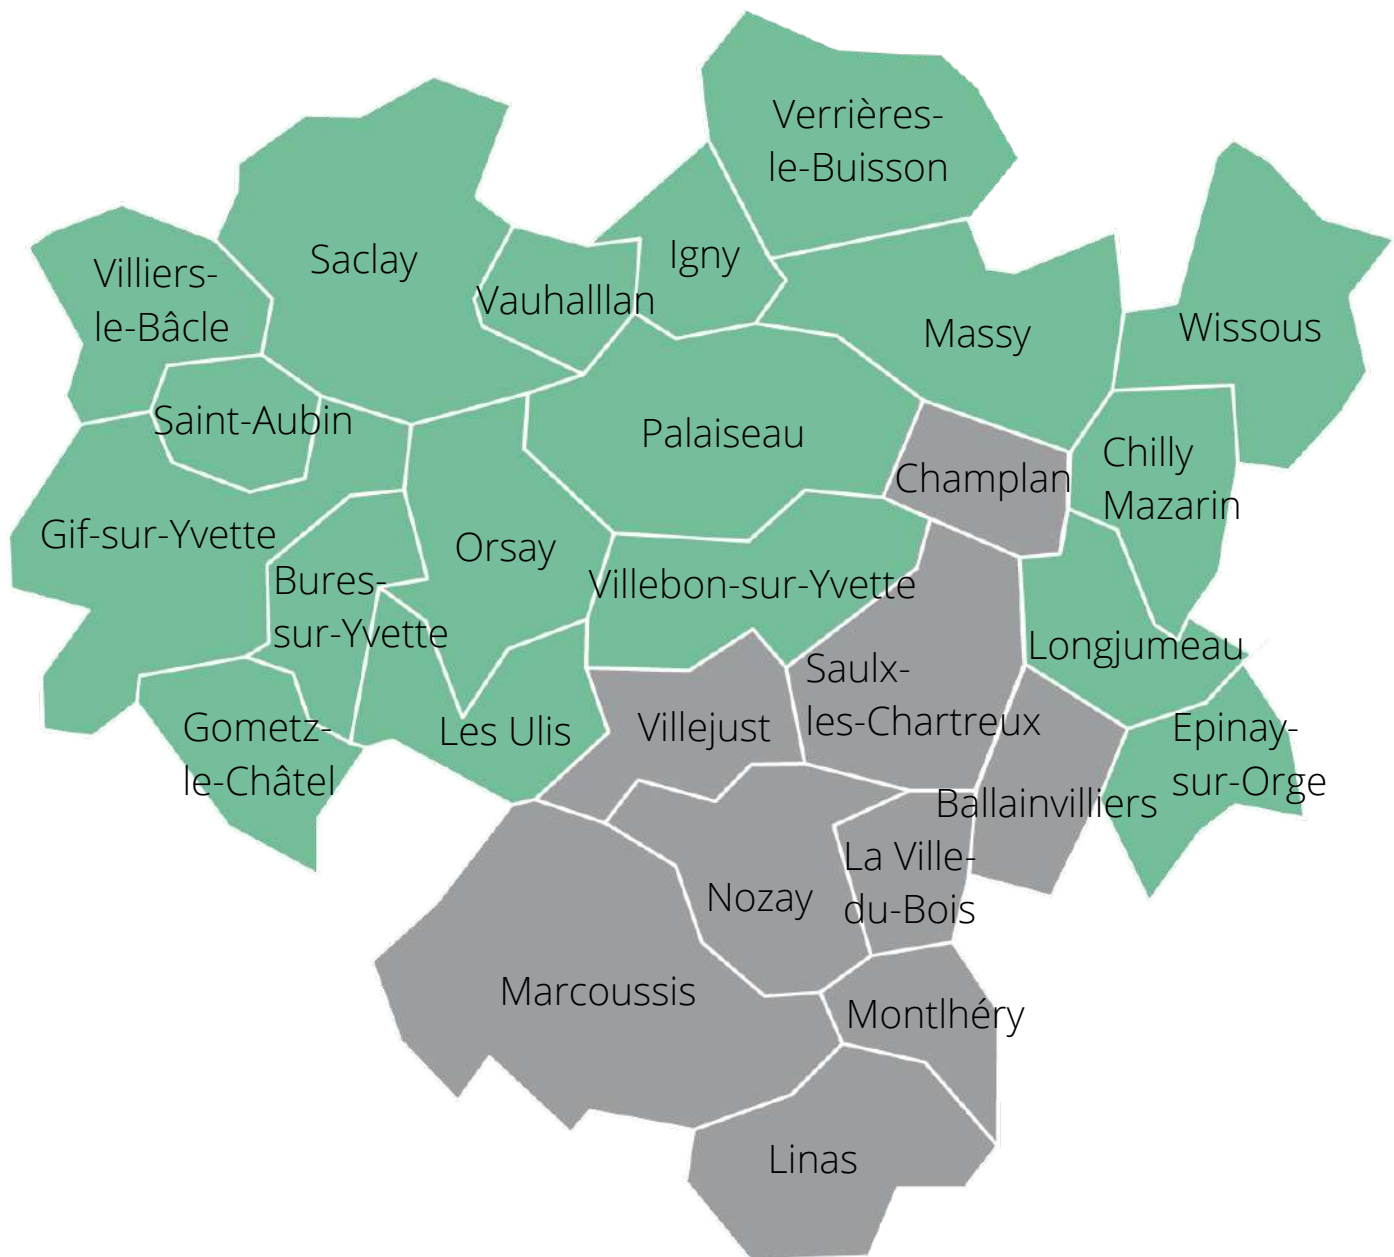 Verrières-
le-Buisson
Saclay
Igny
Villiers-
le-Bâcle
Vauhalllan
Massy
Wissous
Saint-Aubin
Palaiseau
Champlan
Chilly
Mazarin
Gif-sur-Yvette
Orsay
Bures-
sur-Yvette
Villebon-sur-Yvette
Longjumeau
Saulx-
les-Chartreux
Gometz-
le-Châtel
Les Ulis
Villejust
Epinay-
sur-Orge
Ballainvilliers
La Ville-
du-Bois
Nozay
Marcoussis
Montlhéry
Linas